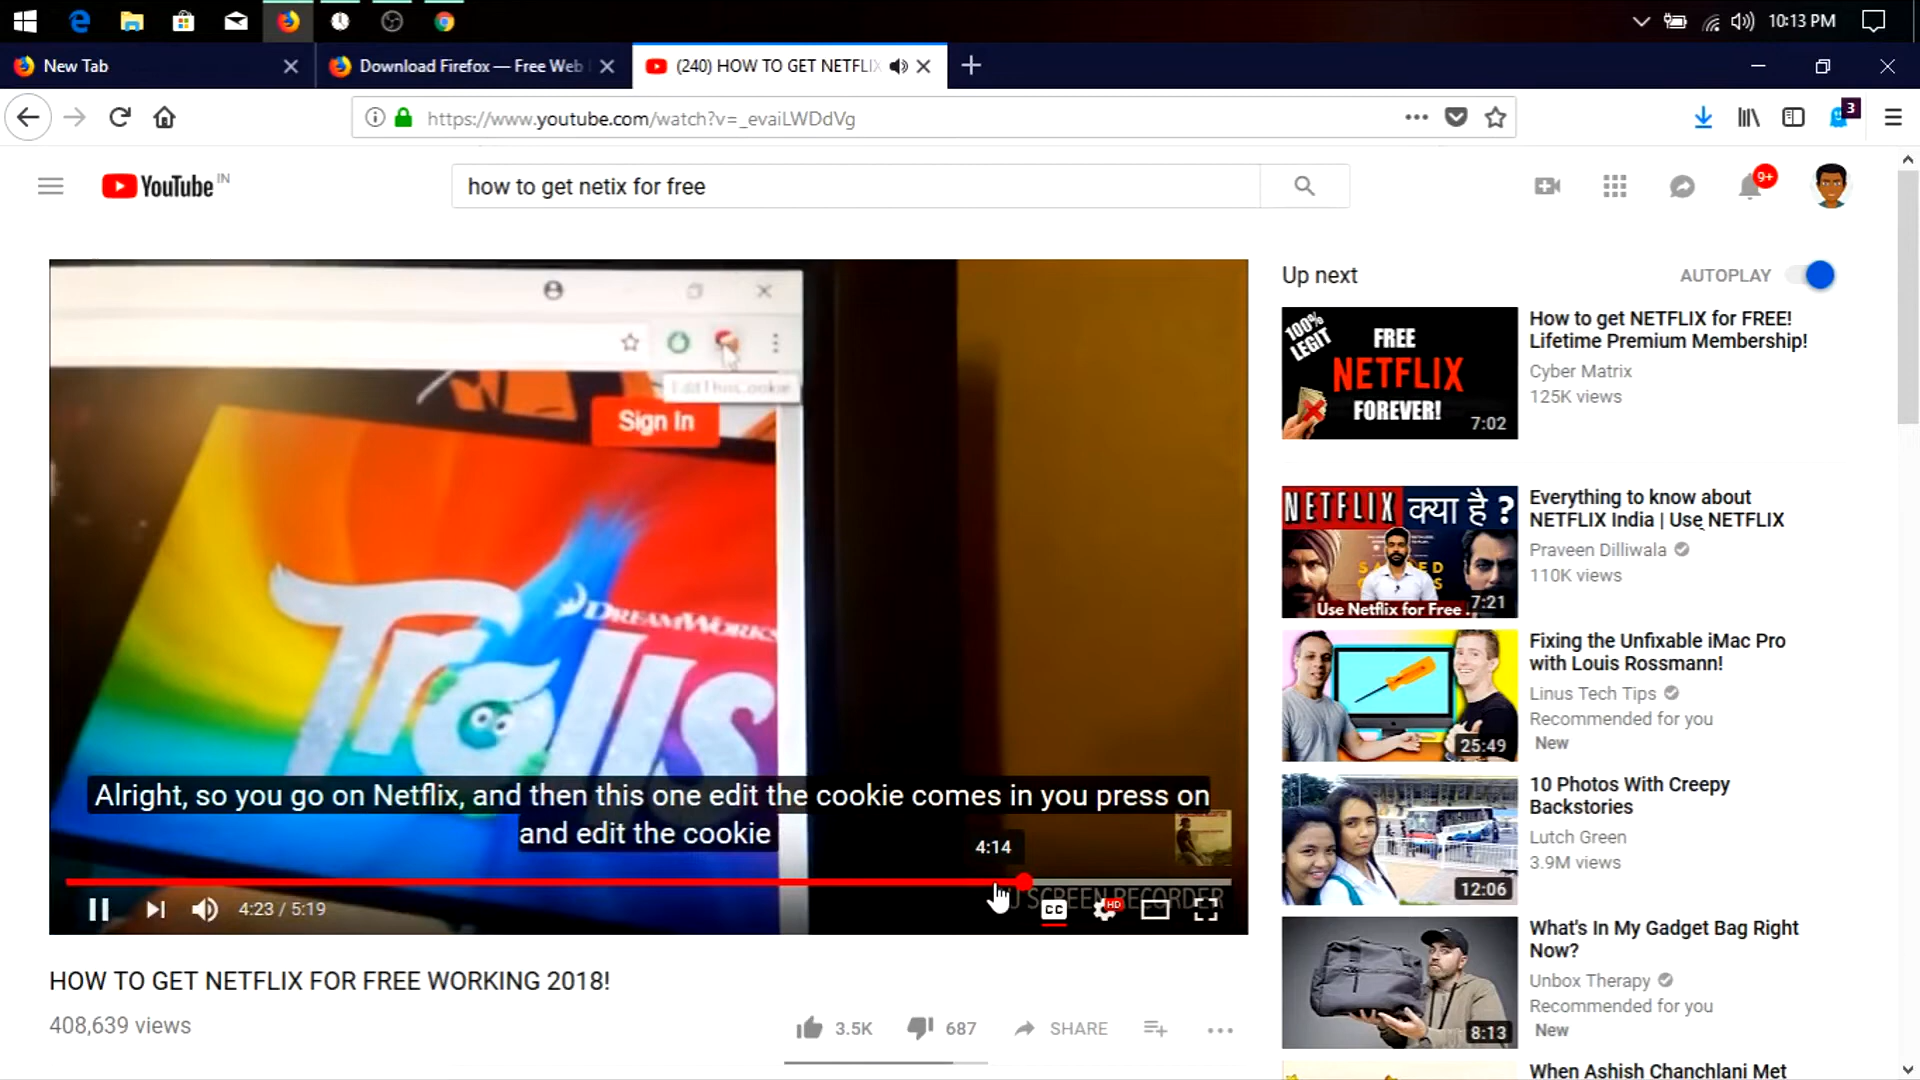 10:13 PM
New Tab
Download Firefox — Free Web
(240) HOW TO GET NETFLIX
https://www.youtube.com/watch?v=_evaiLWDdVg
3
YouTube IN
how to get netix for free
9+
Up next
AUTOPLAY
100% LEGIT
FREE
NETFLIX
FOREVER!
7:02
How to get NETFLIX for FREE!
Lifetime Premium Membership!
Cyber Matrix
125K views
EditThisCookie
Sign In
DREAMWORKS
Trolls
Alright, so you go on Netflix, and then this one edit the cookie comes in you press on
and edit the cookie
4:14
SCREEN RECORDER
4:23 / 5:19
CC
HD
NETFLIX क्या है ?
Use Netflix for Free
7:21
Everything to know about
NETFLIX India | Use NETFLIX
Praveen Dilliwala
110K views
25:49
Fixing the Unfixable iMac Pro
with Louis Rossmann!
Linus Tech Tips
Recommended for you
New
12:06
10 Photos With Creepy
Backstories
Lutch Green
3.9M views
8:13
What's In My Gadget Bag Right
Now?
Unbox Therapy
Recommended for you
New
When Ashish Chanchlani Met
HOW TO GET NETFLIX FOR FREE WORKING 2018!
408,639 views
3.5K
687
SHARE